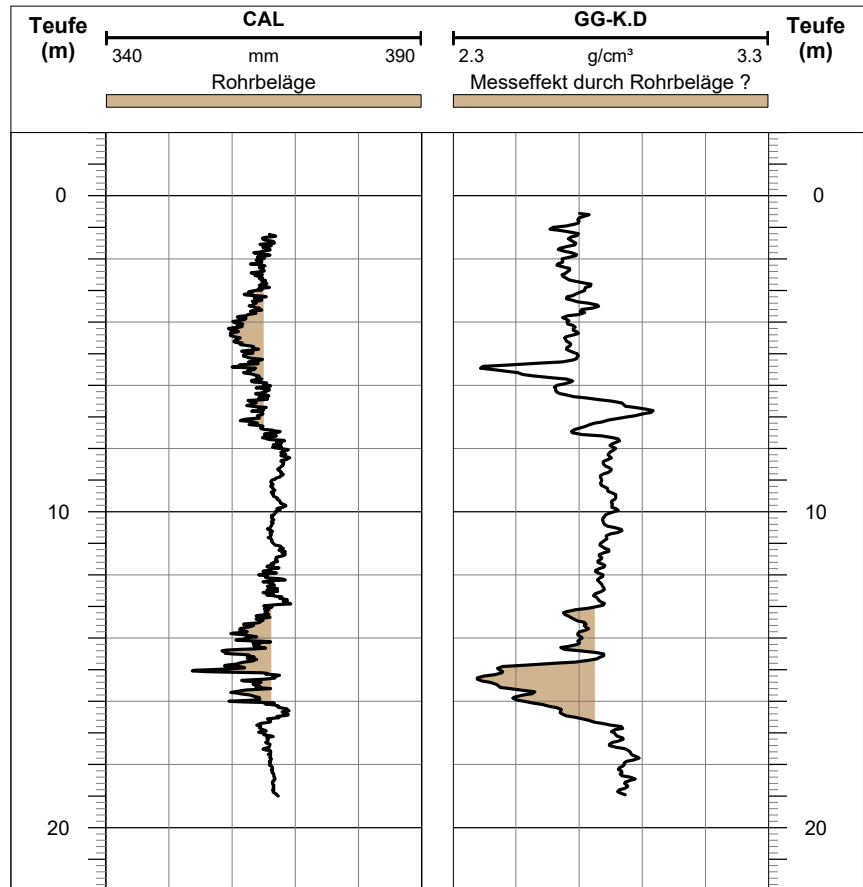 Teufe
(m)
CAL
340 mm 390
Rohrbeläge
GG-K.D
2.3 g/cm³ 3.3
Messeffekt durch Rohrbeläge ?
Teufe
(m)
0 0
10 10
20 20